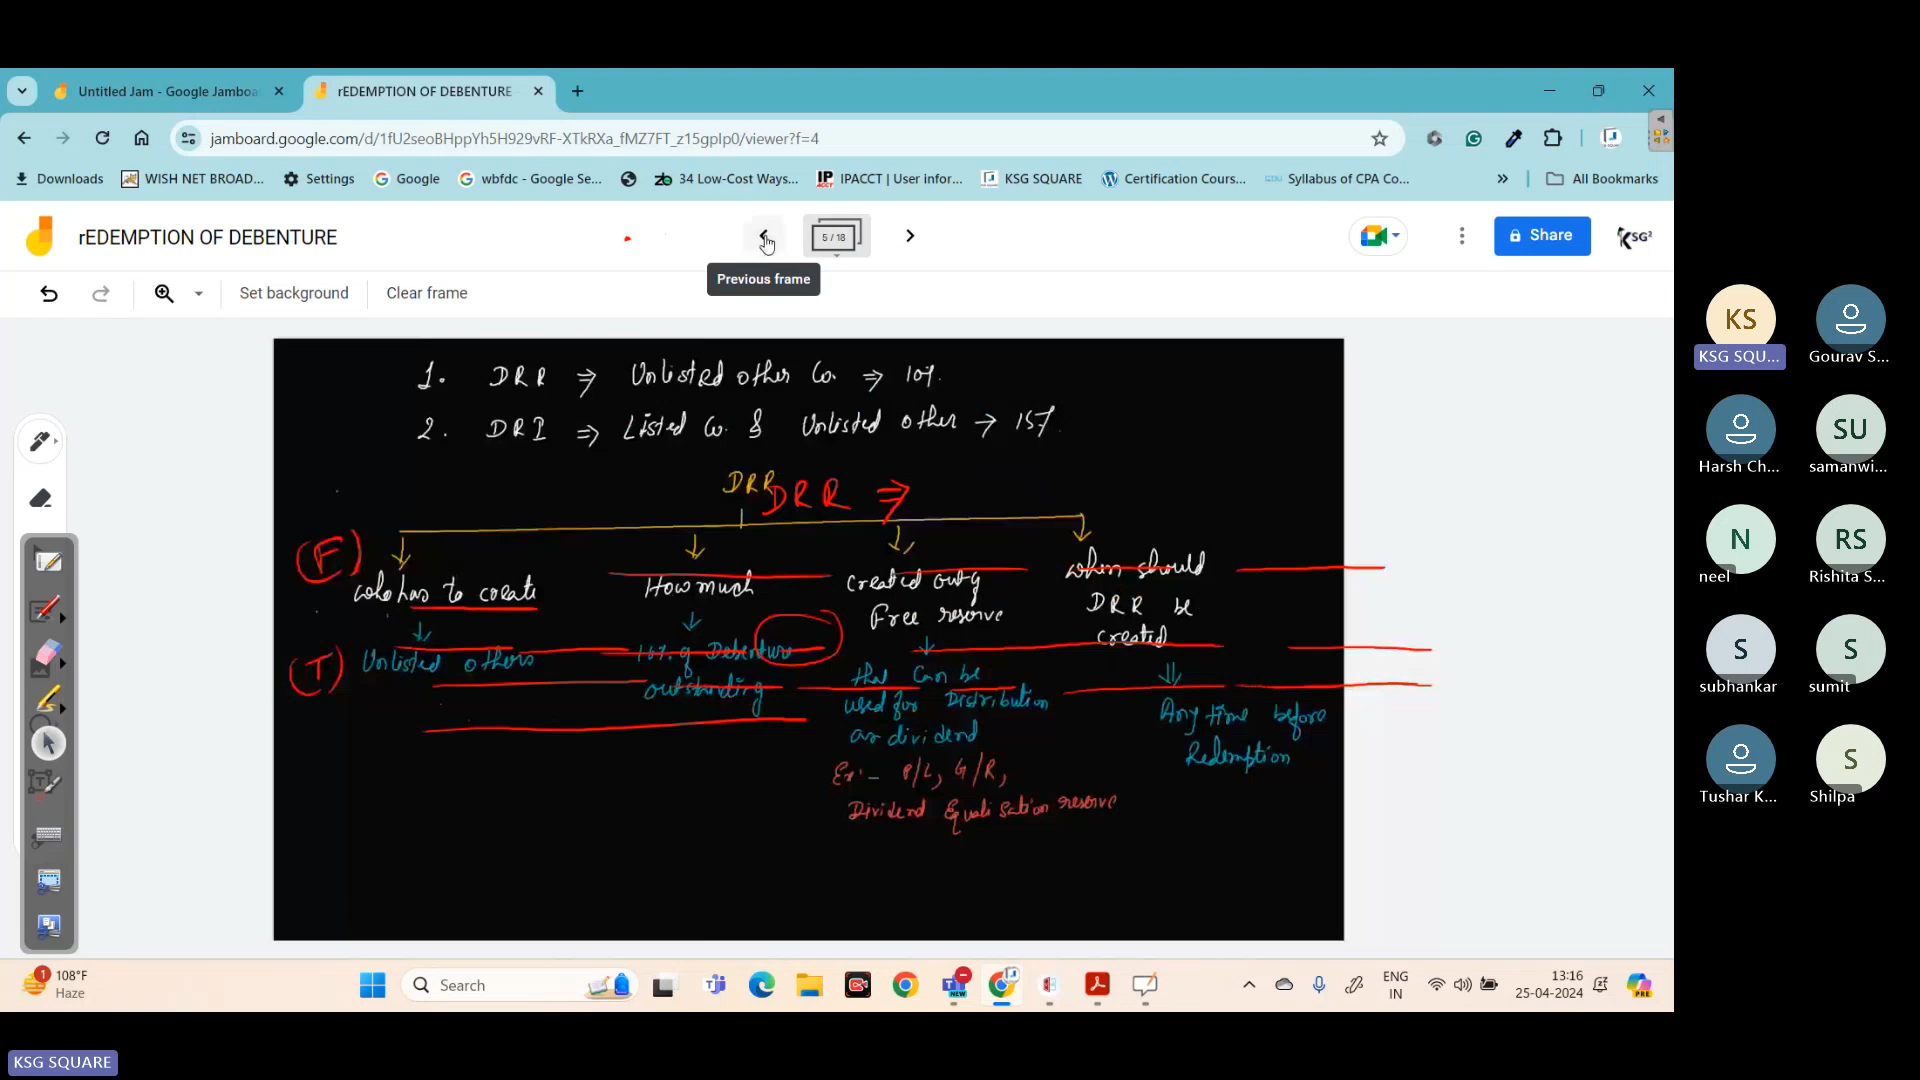 Untitled Jam - Google Jamboa
rEDEMPTION OF DEBENTURE -
jamboard.google.com/d/1fU2seoBHppYh5H929vRF-XTkRXa_fMZ7FT_z15gpIp0/viewer?f=4
Downloads WISH NET BROAD... Settings Google wbfdc - Google Se... 34 Low-Cost Ways... IPACCT | User infor... KSG SQUARE Certification Cours... Syllabus of CPA Co... » All Bookmarks
rEDEMPTION OF DEBENTURE
5 / 18
Share
KSG²
Previous frame
Set background Clear frame
1. DRR ⇒ Unlisted other Co. ⇒ 10%.
2. DRI ⇒ Listed Co. & Unlisted other → 15%
DRR
DRR ⇒
(F)
who has to create
How much
Created out of
Free reserve
when should
DRR be
created
(T)
Unlisted others
10% of Debenture
outstanding
that can be
used for Distribution
as dividend
Ex:- P/L, G/R,
Dividend Equalisation reserve
Any time before
Redemption
KS
KSG SQU...
Gourav S...
Harsh Ch...
SU
samanwi...
N
neel
RS
Rishita S...
S
subhankar
S
sumit
Tushar K...
S
Shilpa
1
108°F
Haze
Search
NEW
ENG
IN
13:16
25-04-2024
PRE
KSG SQUARE